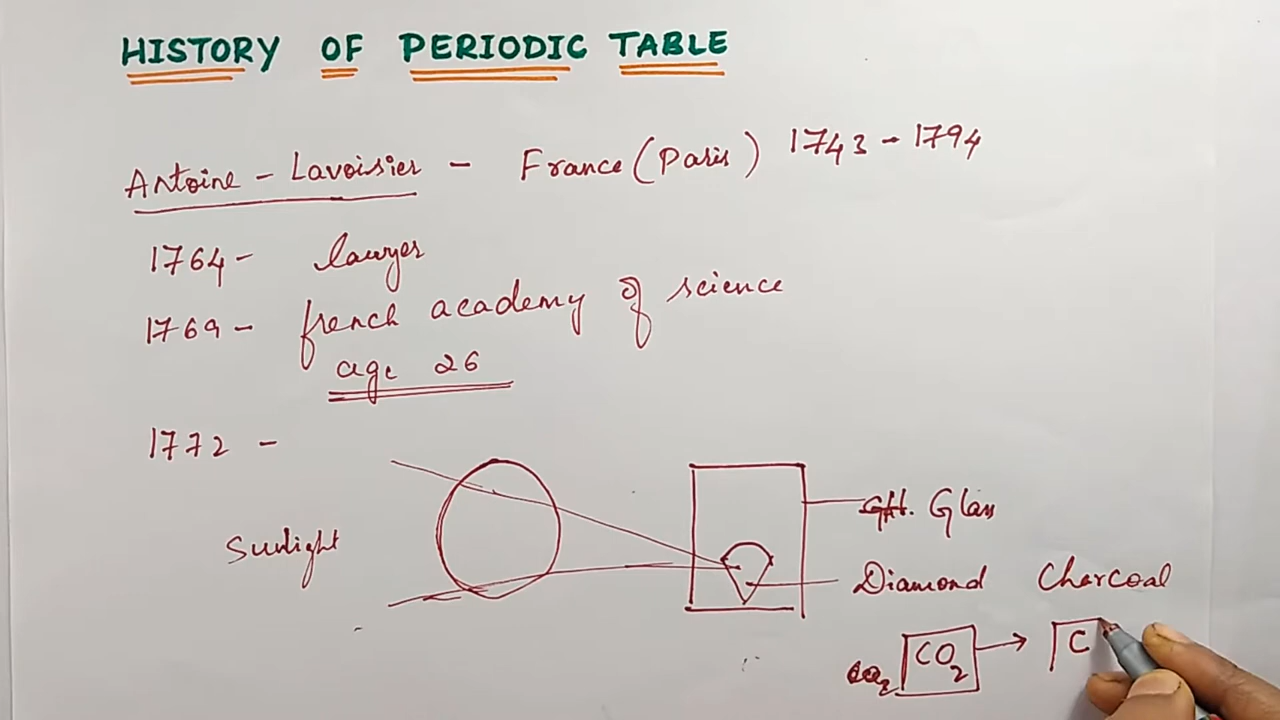 HISTORY OF PERIODIC TABLE
Antoine - Lavoisier - France (Paris) 1743 - 1794
1764 - lawyer
1769 - french academy of science
age 26
1772 -
Glass
Sunlight
Diamond Charcoal
CO2 → C